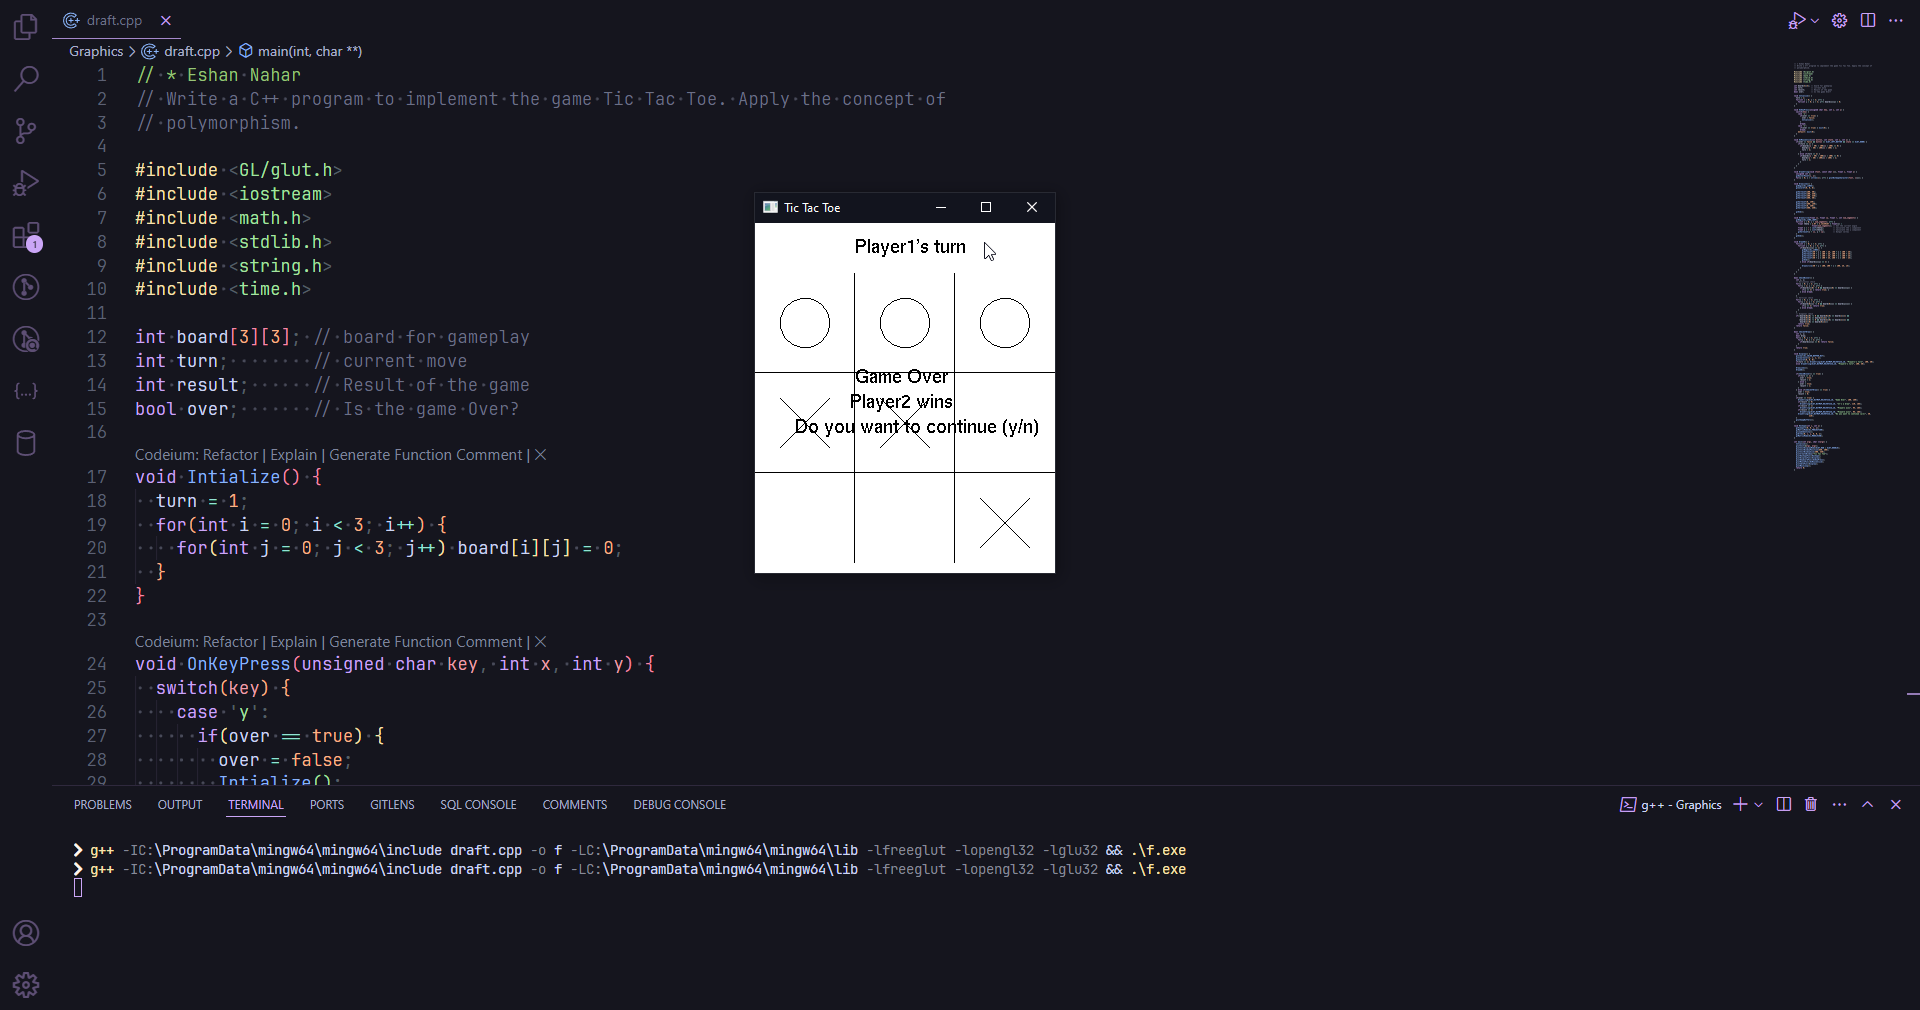 draft.cpp
Graphics > draft.cpp > main(int, char **)
1 // * Eshan Nahar
2 // Write a C++ program to implement the game Tic Tac Toe. Apply the concept of
3 // polymorphism.
4
5 #include <GL/glut.h>
6 #include <iostream>
7 #include <math.h>
8 #include <stdlib.h>
9 #include <string.h>
10 #include <time.h>
11
12 int board[3][3]; // board for gameplay
13 int turn; // current move
14 int result; // Result of the game
15 bool over; // Is the game Over?
16
Codeium: Refactor | Explain | Generate Function Comment | X
17 void Intialize() {
18 turn = 1;
19 for(int i = 0; i < 3; i++) {
20 for(int j = 0; j < 3; j++) board[i][j] = 0;
21 }
22 }
23
Codeium: Refactor | Explain | Generate Function Comment | X
24 void OnKeyPress(unsigned char key, int x, int y) {
25 switch(key) {
26 case 'y':
27 if(over == true) {
28 over = false;
29 Intialize();
Tic Tac Toe
Player1's turn
Game Over
Player2 wins
Do you want to continue (y/n)
1
PROBLEMS OUTPUT TERMINAL PORTS GITLENS SQL CONSOLE COMMENTS DEBUG CONSOLE
g++ - Graphics
g++ -IC:\ProgramData\mingw64\mingw64\include draft.cpp -o f -LC:\ProgramData\mingw64\mingw64\lib -lfreeglut -lopengl32 -lglu32 && .\f.exe
g++ -IC:\ProgramData\mingw64\mingw64\include draft.cpp -o f -LC:\ProgramData\mingw64\mingw64\lib -lfreeglut -lopengl32 -lglu32 && .\f.exe